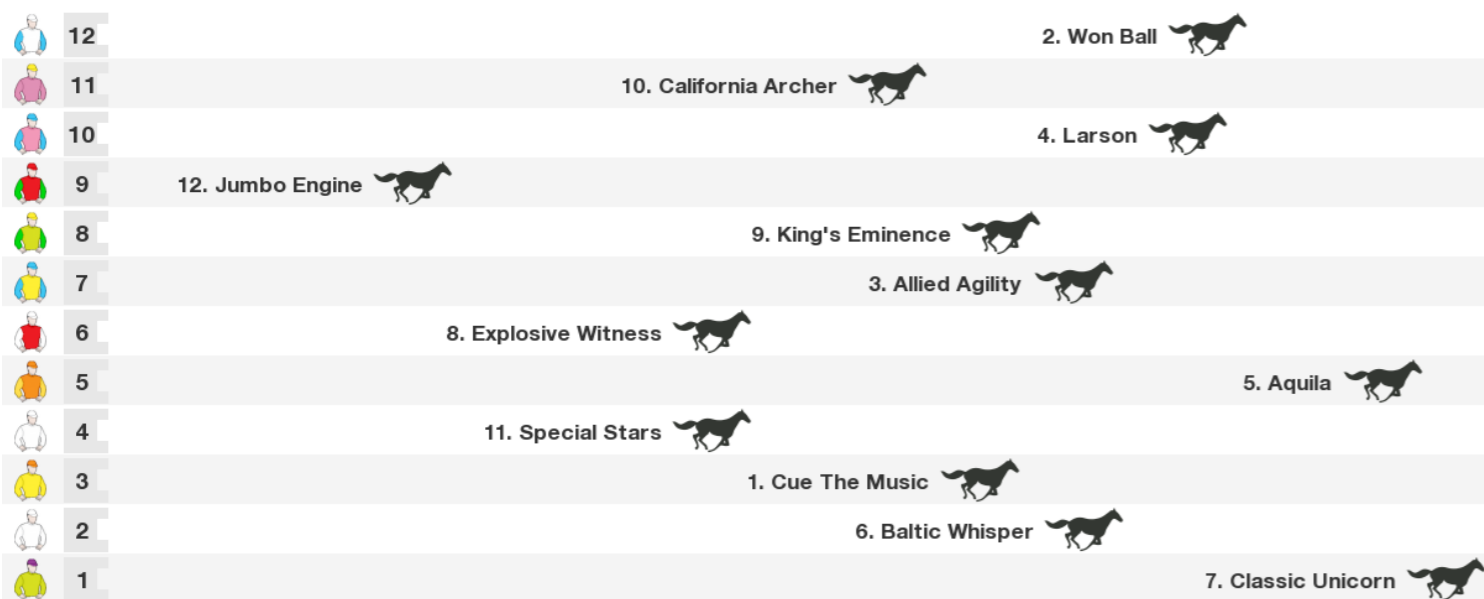 12 2. Won Ball
11 10. California Archer
10 4. Larson
9 12. Jumbo Engine
8 9. King's Eminence
7 3. Allied Agility
6 8. Explosive Witness
5 5. Aquila
4 11. Special Stars
3 1. Cue The Music
2 6. Baltic Whisper
1 7. Classic Unicorn